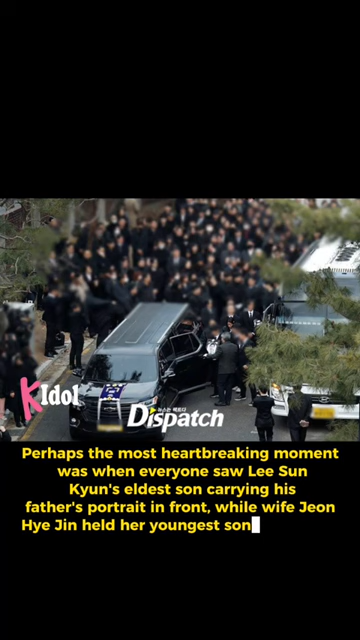 KIdol
Dispatch
Perhaps the most heartbreaking moment
was when everyone saw Lee Sun
Kyun's eldest son carrying his
father's portrait in front, while wife Jeon
Hye Jin held her youngest son